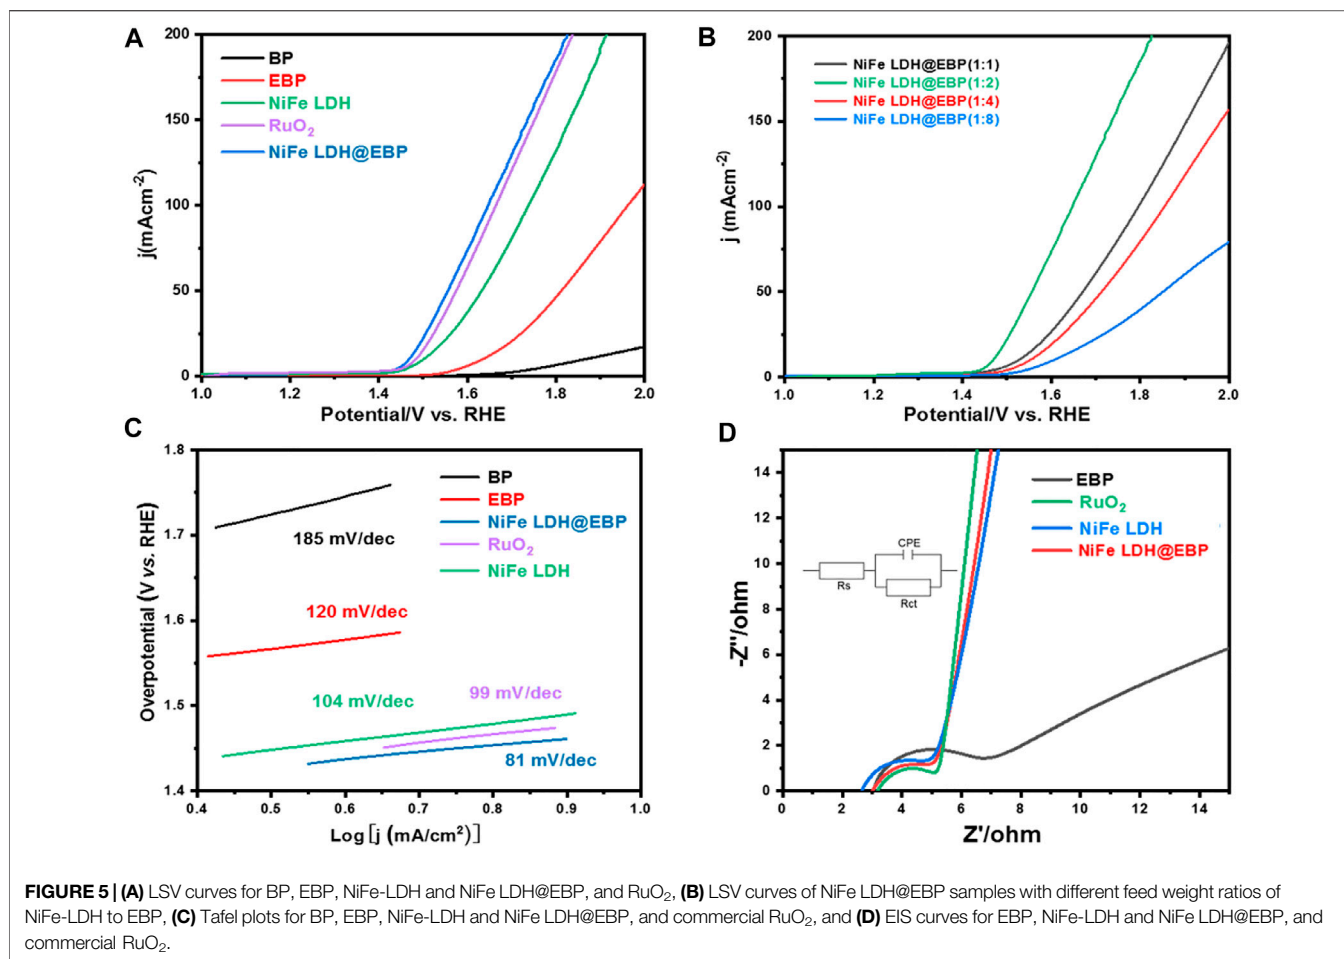 A
200
150
100
50
0
j(mAcm⁻²)
BP
EBP
NiFe LDH
RuO₂
NiFe LDH@EBP
1.0 1.2 1.4 1.6 1.8 2.0
Potential/V vs. RHE
B
200
150
100
50
0
j (mAcm⁻²)
NiFe LDH@EBP(1:1)
NiFe LDH@EBP(1:2)
NiFe LDH@EBP(1:4)
NiFe LDH@EBP(1:8)
1.0 1.2 1.4 1.6 1.8 2.0
Potential/V vs. RHE
C
1.8
1.7
1.6
1.5
1.4
Overpotential (V vs. RHE)
BP
EBP
NiFe LDH@EBP
RuO₂
NiFe LDH
185 mV/dec
120 mV/dec
104 mV/dec
99 mV/dec
81 mV/dec
0.4 0.5 0.6 0.7 0.8 0.9 1.0
Log [j (mA/cm²)]
D
14
12
10
8
6
4
2
0
-Z''/ohm
EBP
RuO₂
NiFe LDH
NiFe LDH@EBP
CPE
Rs
Rct
0 2 4 6 8 10 12 14
Z'/ohm
FIGURE 5 | (A) LSV curves for BP, EBP, NiFe-LDH and NiFe LDH@EBP, and RuO₂, (B) LSV curves of NiFe LDH@EBP samples with different feed weight ratios of
NiFe-LDH to EBP, (C) Tafel plots for BP, EBP, NiFe-LDH and NiFe LDH@EBP, and commercial RuO₂, and (D) EIS curves for EBP, NiFe-LDH and NiFe LDH@EBP, and
commercial RuO₂.